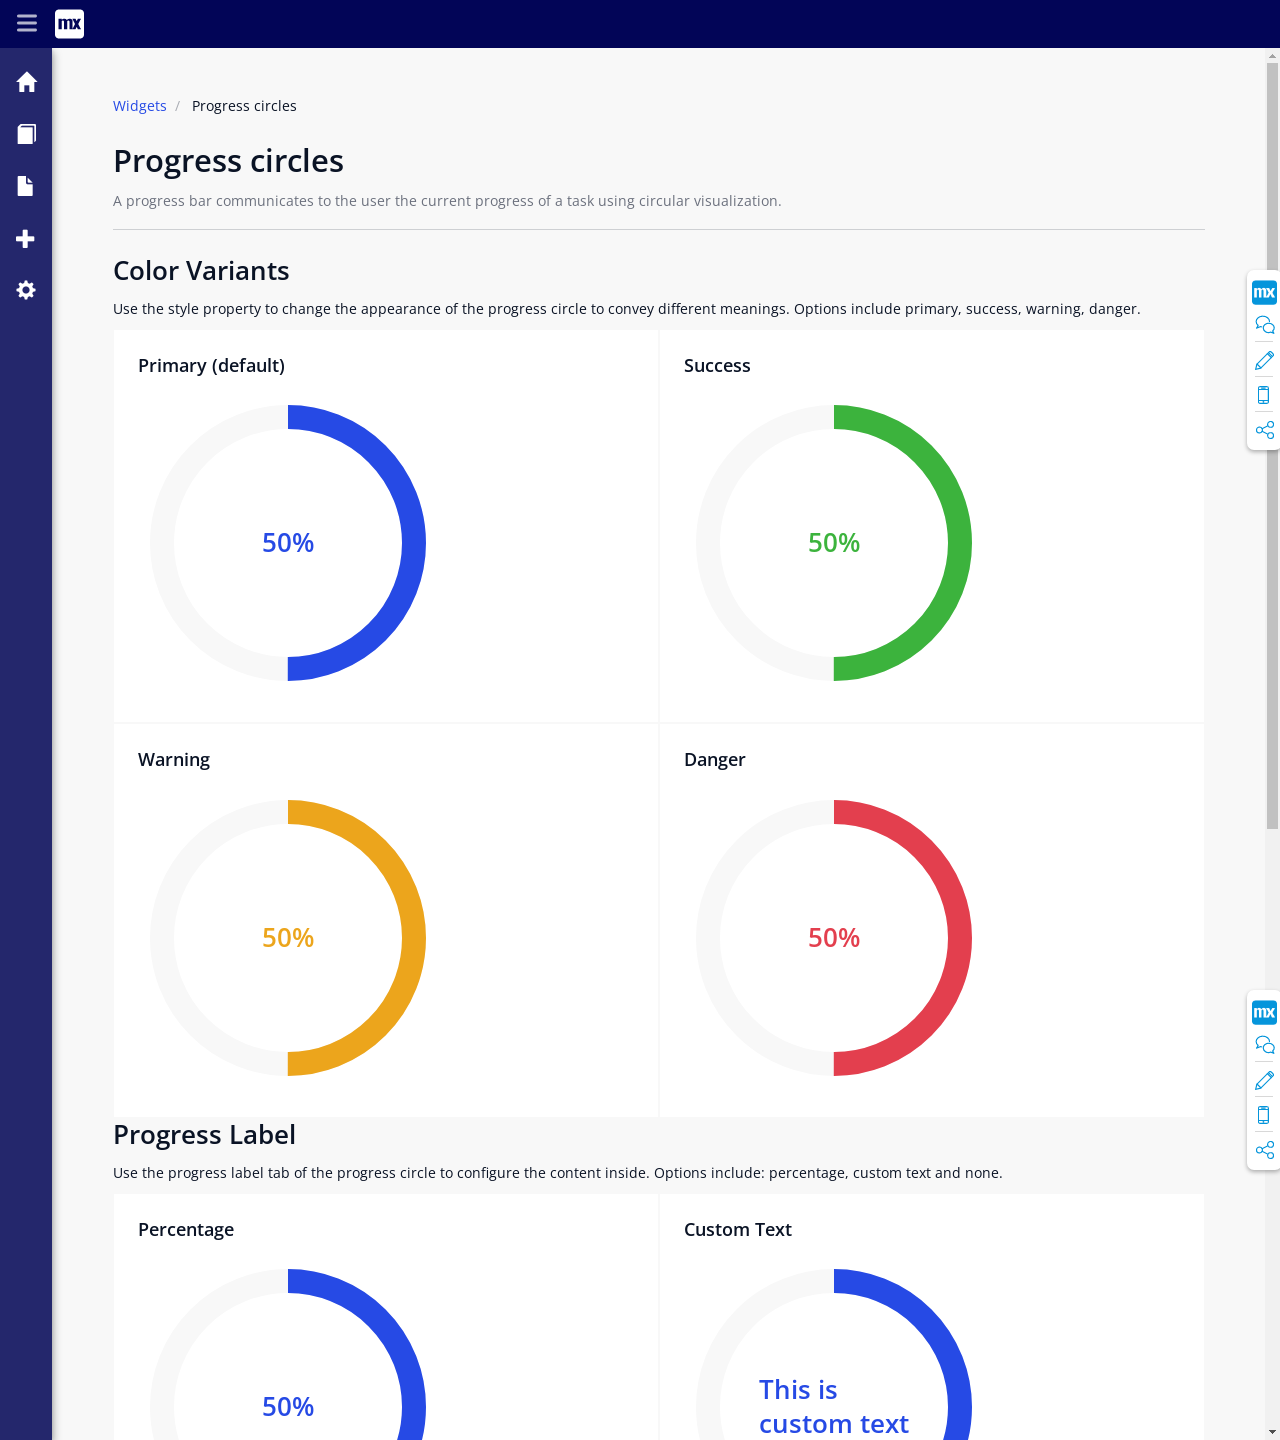 mx
Widgets / Progress circles
Progress circles
A progress bar communicates to the user the current progress of a task using circular visualization.
Color Variants
Use the style property to change the appearance of the progress circle to convey different meanings. Options include primary, success, warning, danger.
mx
Primary (default)
Success
50%
50%
Warning
Danger
50%
50%
mx
Progress Label
Use the progress label tab of the progress circle to configure the content inside. Options include: percentage, custom text and none.
Percentage
Custom Text
50%
This is
custom text